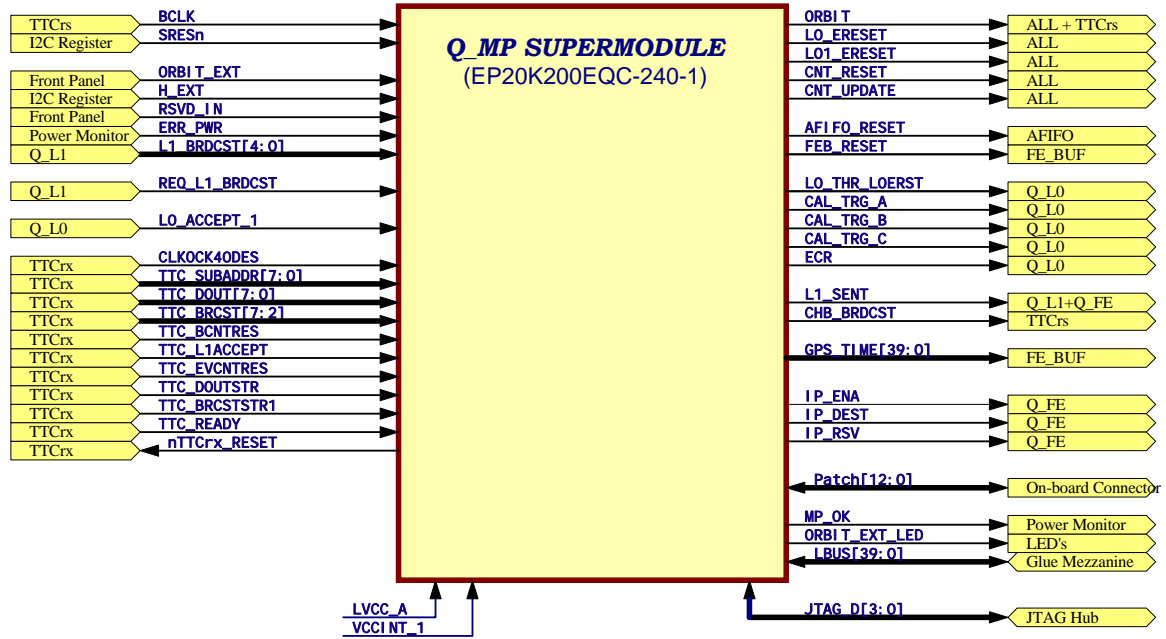 Q_MP SUPERMODULE
(EP20K200EQC-240-1)
TTCrs BCLK
I2C Register SRESn
Front Panel ORBIT_EXT
I2C Register H_EXT
Front Panel RSVD_IN
Power Monitor ERR_PWR
Q_L1 L1_BRDCST[4:0]
Q_L1 REQ_L1_BRDCST
Q_L0 L0_ACCEPT_1
TTCrx CLKOCK40DES
TTCrx TTC_SUBADDR[7:0]
TTCrx TTC_DOUT[7:0]
TTCrx TTC_BRCST[7:2]
TTCrx TTC_BCNTRES
TTCrx TTC_L1ACCEPT
TTCrx TTC_EVCNTRES
TTCrx TTC_DOUTSTR
TTCrx TTC_BRCSTSTR1
TTCrx TTC_READY
TTCrx nTTCrx_RESET
ORBIT ALL + TTCrs
L0_ERESET ALL
L01_ERESET ALL
CNT_RESET ALL
CNT_UPDATE ALL
AFIFO_RESET AFIFO
FEB_RESET FE_BUF
L0_THR_L0ERST Q_L0
CAL_TRG_A Q_L0
CAL_TRG_B Q_L0
CAL_TRG_C Q_L0
ECR Q_L0
L1_SENT Q_L1+Q_FE
CHB_BRDCST TTCrs
GPS_TIME[39:0] FE_BUF
IP_ENA Q_FE
IP_DEST Q_FE
IP_RSV Q_FE
Patch[12:0] On-board Connector
MP_OK Power Monitor
ORBIT_EXT_LED LED's
LBUS[39:0] Glue Mezzanine
JTAG_D[3:0] JTAG Hub
LVCC_A
VCCINT_1